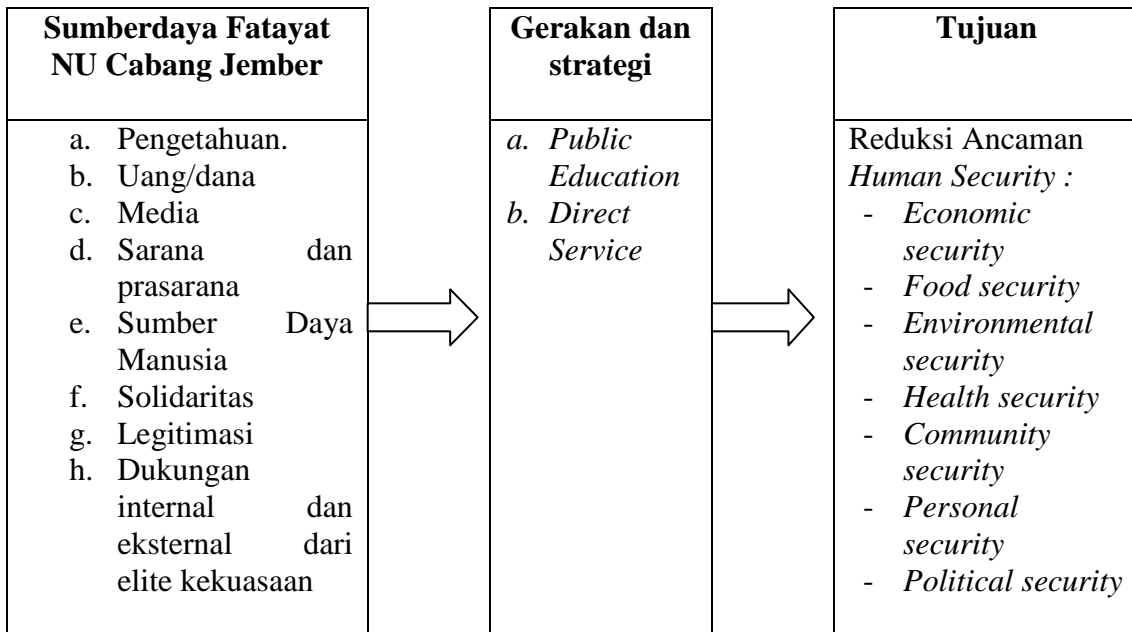 Sumberdaya Fatayat
NU Cabang Jember
a. Pengetahuan.
b. Uang/dana
c. Media
d. Sarana dan
prasarana
e. Sumber Daya
Manusia
f. Solidaritas
g. Legitimasi
h. Dukungan
internal dan
eksternal dari
elite kekuasaan
Gerakan dan
strategi
a. Public
Education
b. Direct
Service
Tujuan
Reduksi Ancaman
Human Security :
- Economic
security
- Food security
- Environmental
security
- Health security
- Community
security
- Personal
security
- Political security